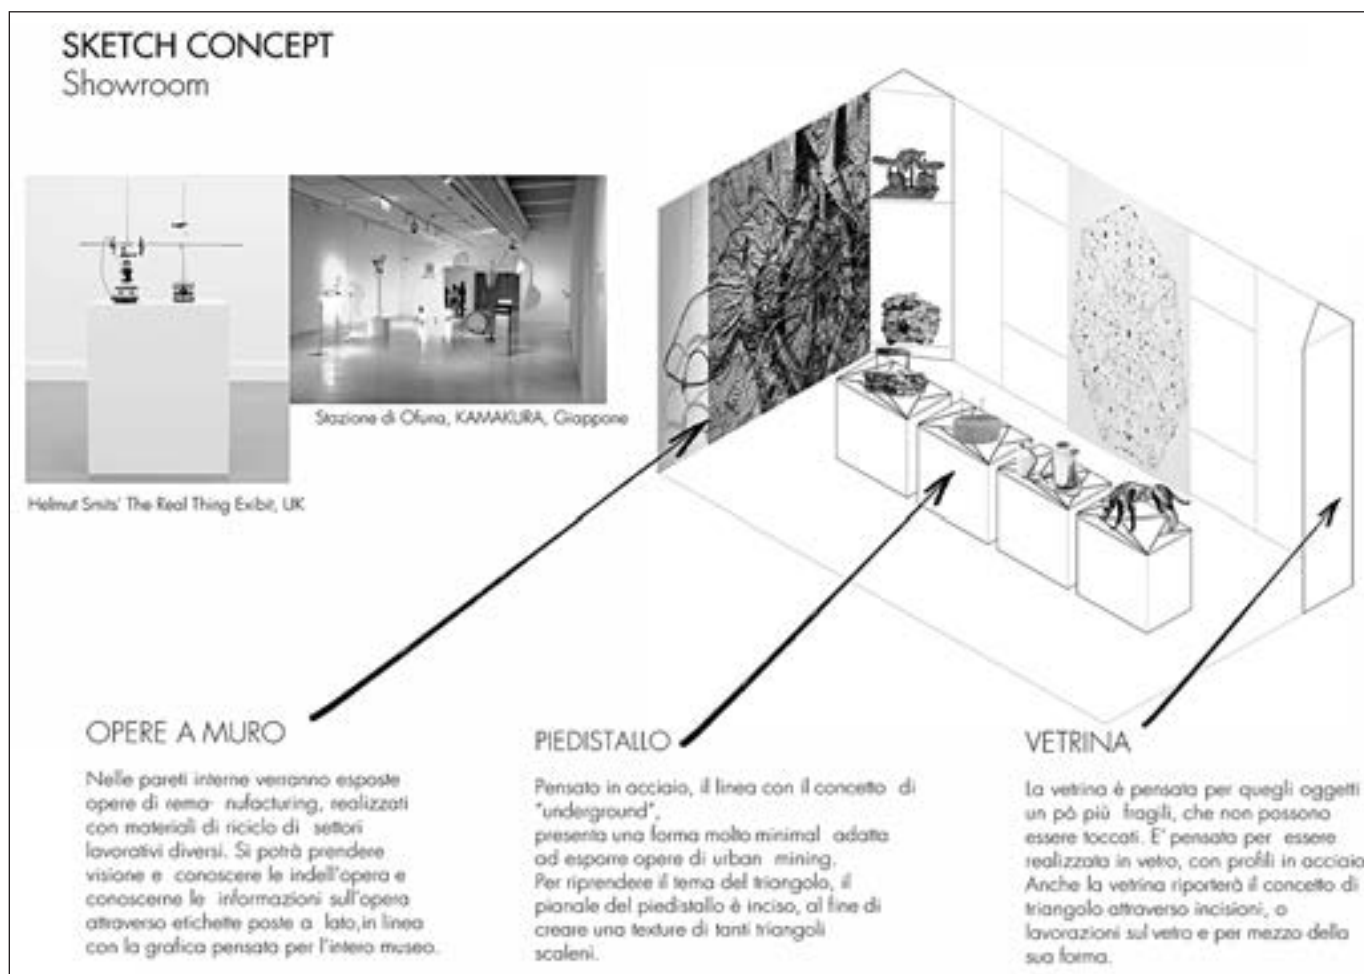 SKETCH CONCEPT
Showroom
Stazione di Ofuna, KAMAKURA, Giappone
Helmut Smits' The Real Thing Exibit, UK
OPERE A MURO
Nelle pareti interne verranno esposte
opere di rema- nufacturing, realizzati
con materiali di riciclo di settori
lavorativi diversi. Si potrà prendere
visione e conoscere le indell'opera e
conoscerne le informazioni sull'opera
attraverso etichette poste a lato,in linea
con la grafica pensata per l'intero museo.
PIEDISTALLO
Pensato in acciaio, il linea con il concetto di
"underground",
presenta una forma molto minimal adatta
ad esporre opere di urban mining.
Per riprendere il tema del triangolo, il
pianale del piedistallo è inciso, al fine di
creare una texture di tanti triangoli
scaleni.
VETRINA
La vetrina è pensata per quegli oggetti
un pò più fragili, che non possono
essere toccati. E' pensata per essere
realizzata in vetro, con profili in acciaio
Anche la vetrina riporterà il concetto di
triangolo attraverso incisioni, o
lavorazioni sul vetro e per mezzo della
sua forma.